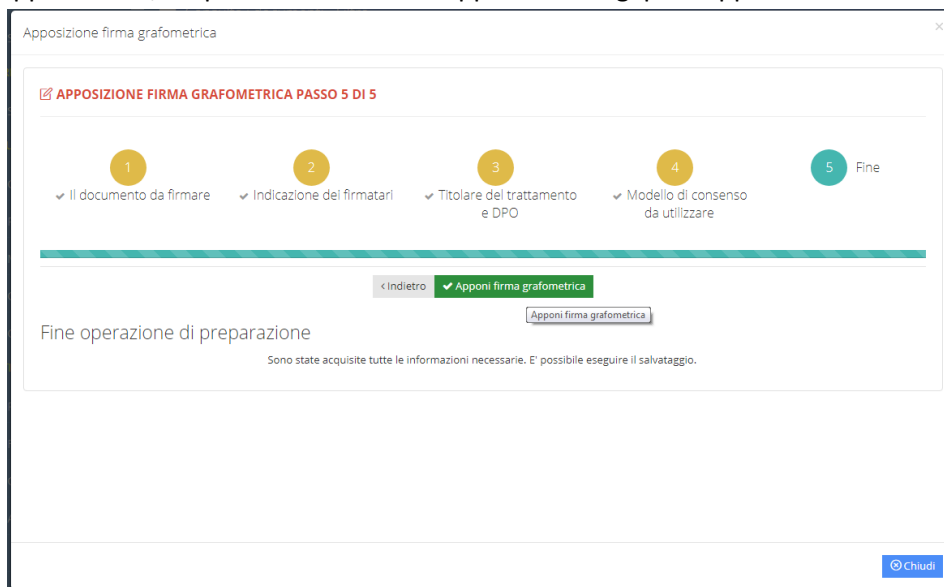 Apposizione firma grafometrica
×
APPOSIZIONE FIRMA GRAFOMETRICA PASSO 5 DI 5
1
2
3
4
5 Fine
Il documento da firmare
Indicazione dei firmatari
Titolare del trattamento
e DPO
Modello di consenso
da utilizzare
‹ Indietro
Apponi firma grafometrica
Apponi firma grafometrica
Fine operazione di preparazione
Sono state acquisite tutte le informazioni necessarie. E' possibile eseguire il salvataggio.
Chiudi